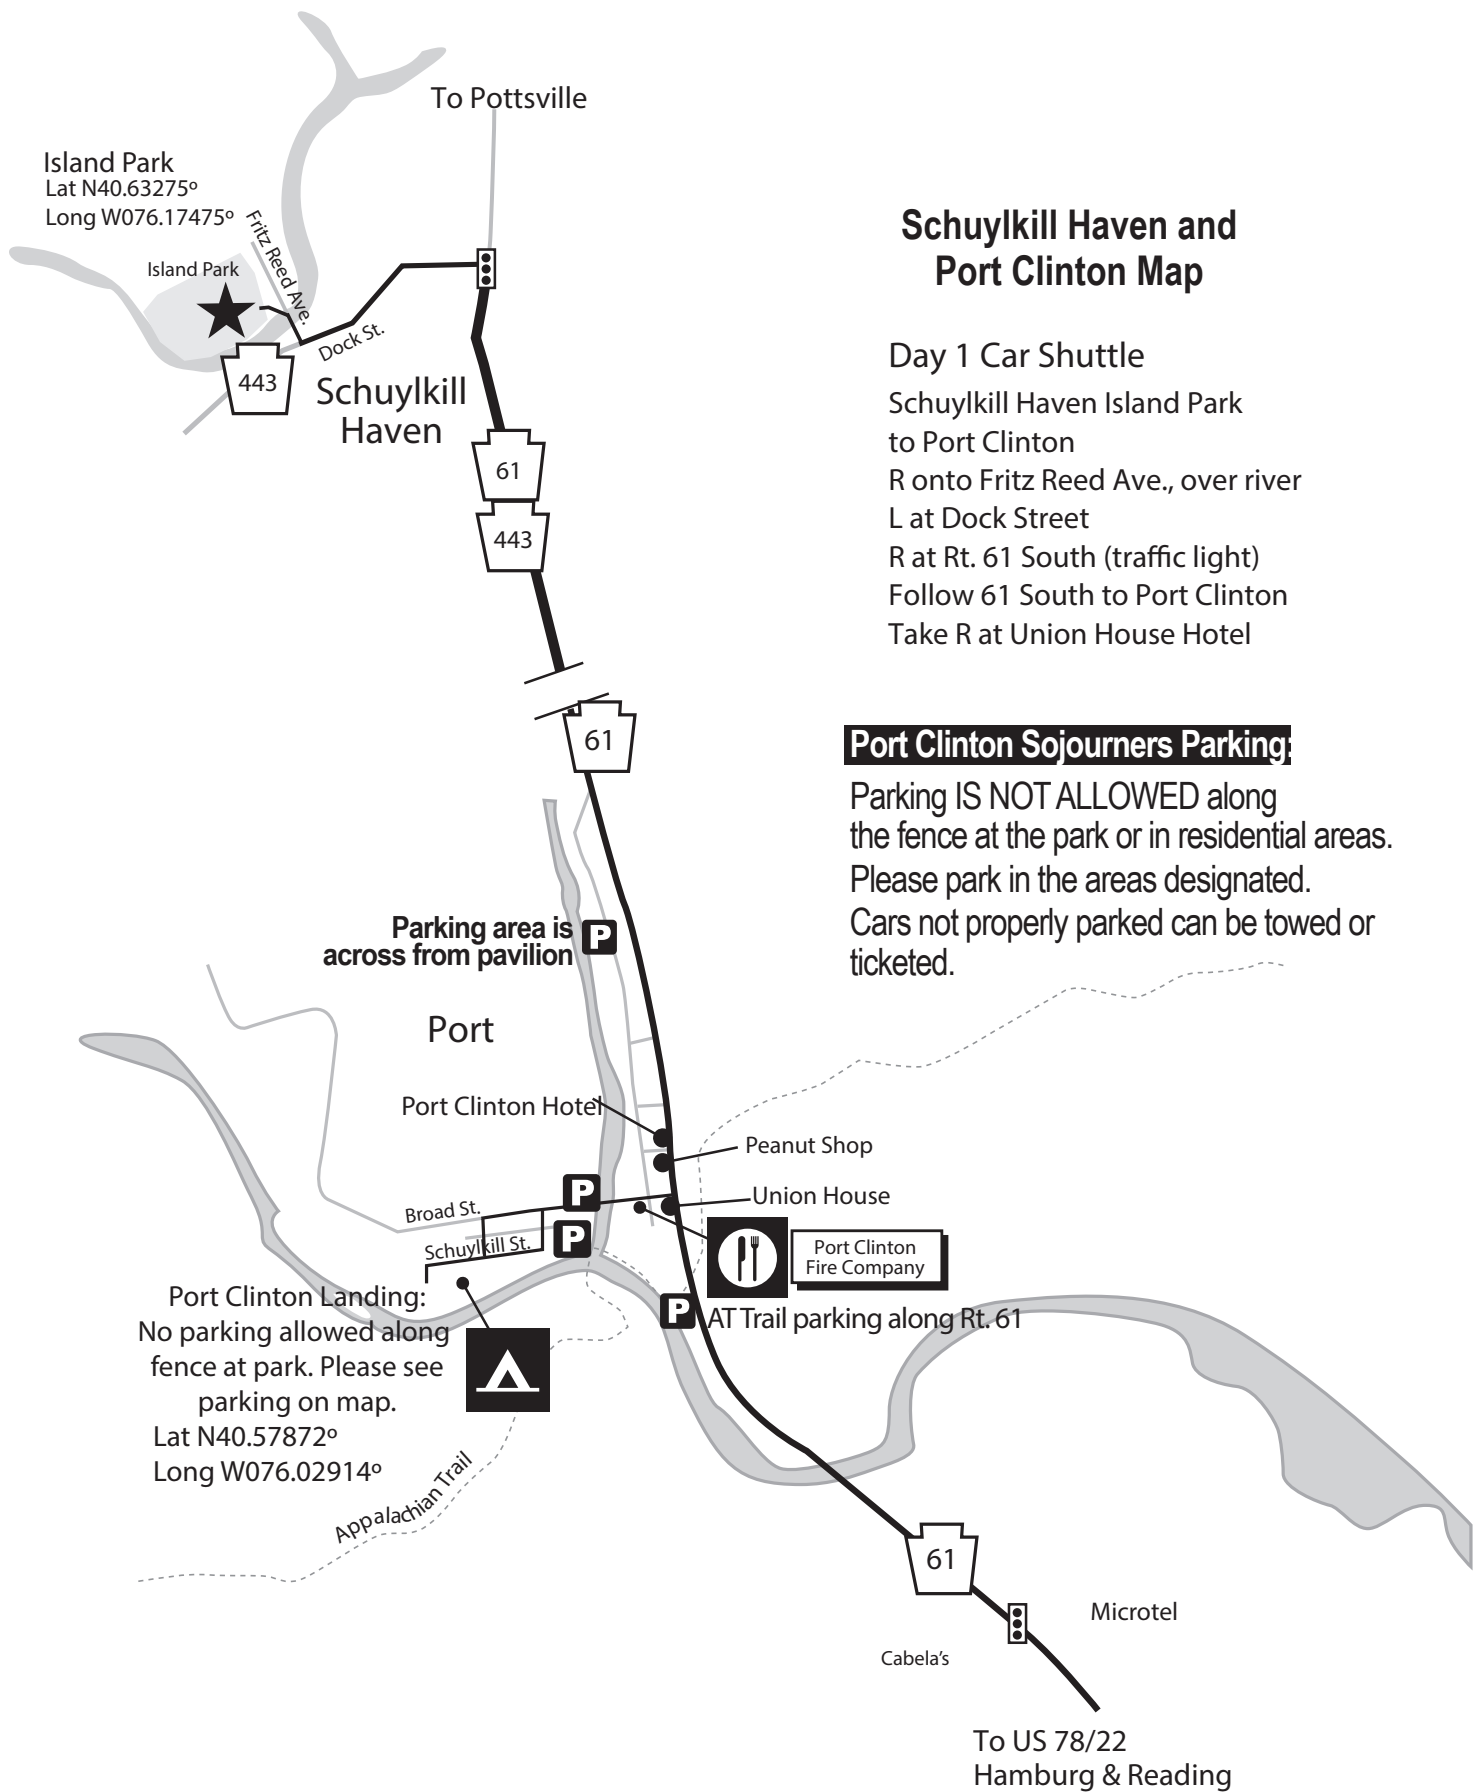 To Pottsville
Island Park
Lat N40.63275º
Long W076.17475º
Fritz Reed Ave.
Island Park
Dock St.
443
Schuylkill
Haven
61
443
61
Schuylkill Haven and
Port Clinton Map
Day 1 Car Shuttle
Schuylkill Haven Island Park
to Port Clinton
R onto Fritz Reed Ave., over river
L at Dock Street
R at Rt. 61 South (traffic light)
Follow 61 South to Port Clinton
Take R at Union House Hotel
Port Clinton Sojourners Parking:
Parking IS NOT ALLOWED along
the fence at the park or in residential areas.
Please park in the areas designated.
Cars not properly parked can be towed or
ticketed.
Parking area is
across from pavilion
P
Port
Port Clinton Hotel
Peanut Shop
Union House
P
Broad St.
P
Schuylkill St.
Port Clinton
Fire Company
P
AT Trail parking along Rt. 61
Port Clinton Landing:
No parking allowed along
fence at park. Please see
parking on map.
Lat N40.57872º
Long W076.02914º
Appalachian Trail
61
Microtel
Cabela's
To US 78/22
Hamburg & Reading